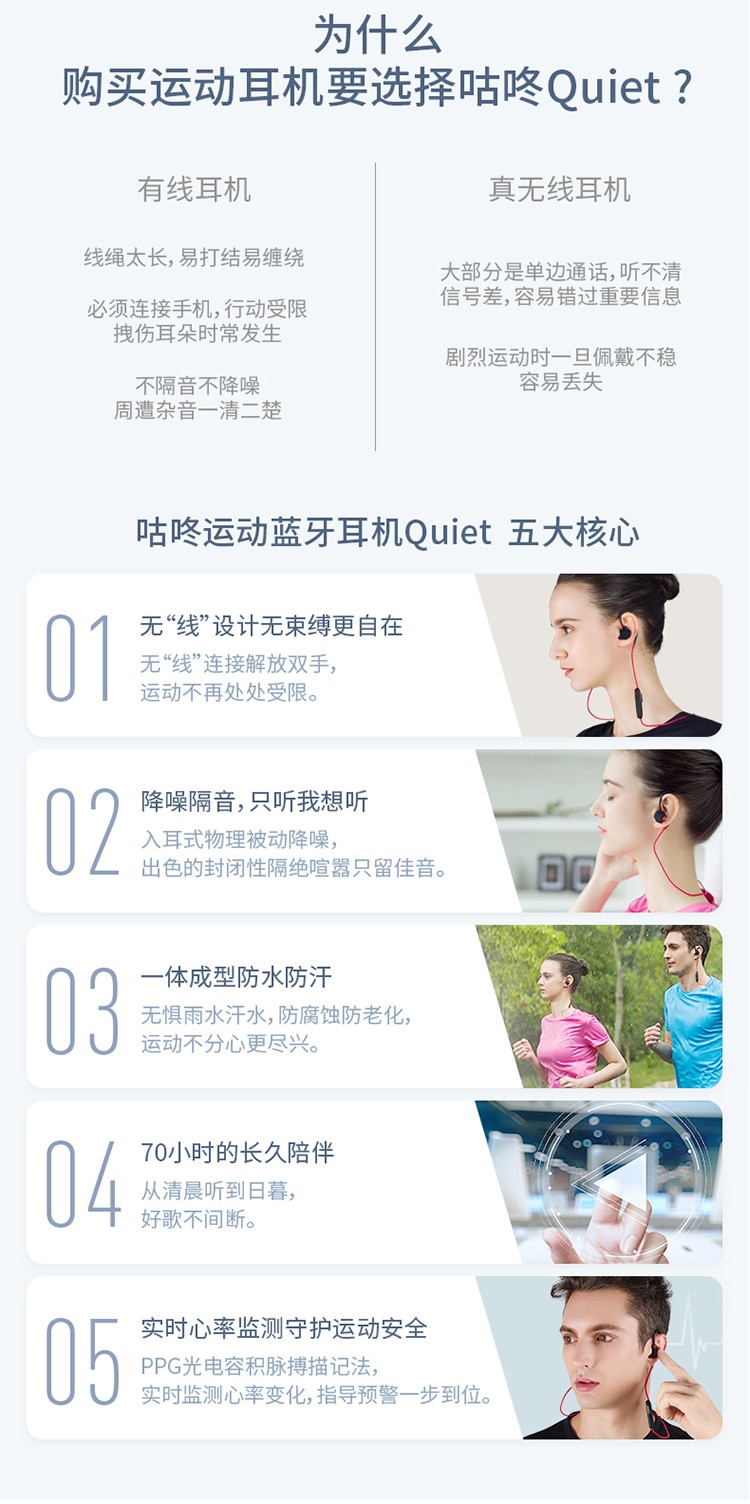 为什么
购买运动耳机要选择咕咚Quiet？
有线耳机
线绳太长，易打结易缠绕
必须连接手机，行动受限
拽伤耳朵时常发生
不隔音不降噪
周遭杂音一清二楚
真无线耳机
大部分是单边通话，听不清
信号差，容易错过重要信息
剧烈运动时一旦佩戴不稳
容易丢失
咕咚运动蓝牙耳机Quiet 五大核心
01
无“线”设计无束缚更自在
无“线”连接解放双手，
运动不再处处受限。
02
降噪隔音，只听我想听
入耳式物理被动降噪，
出色的封闭性隔绝喧嚣只留佳音。
03
一体成型防水防汗
无惧雨水汗水，防腐蚀防老化，
运动不分心更尽兴。
04
70小时的长久陪伴
从清晨听到日暮，
好歌不间断。
05
实时心率监测守护运动安全
PPG光电容积脉搏描记法，
实时监测心率变化，指导预警一步到位。